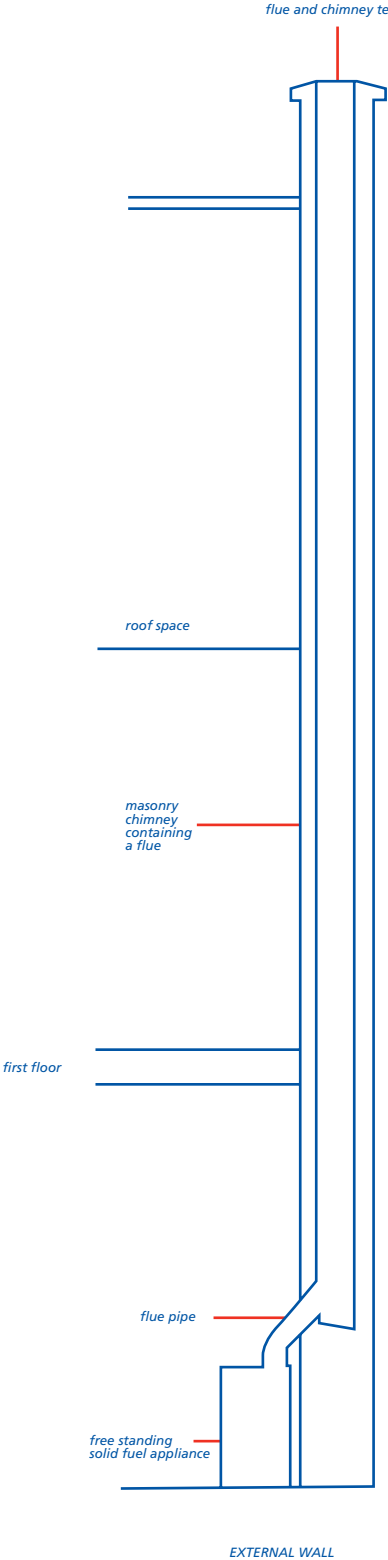 flue and chimney te
roof space
masonry
chimney
containing
a flue
first floor
flue pipe
free standing
solid fuel appliance
EXTERNAL WALL